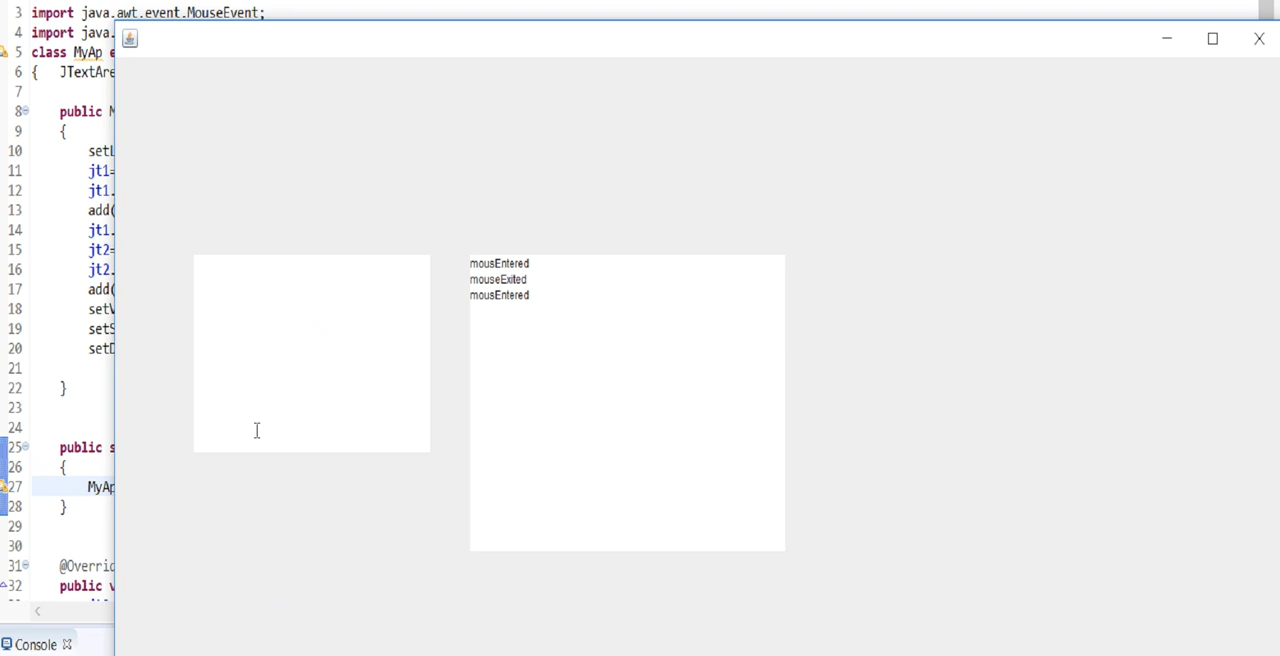 3 import java.awt.event.MouseEvent;
4 import java.
5 class MyAp e
6 { JTextAre
7
8 public M
9 {
10 setL
11 jt1=
12 jt1.
13 add(
14 jt1.
15 jt2=
16 jt2.
17 add(
18 setV
19 setS
20 setD
21
22 }
23
24
25 public s
26 {
27 MyAp
28 }
29
30
31 @Overrid
32 public v
mousEntered
mouseExited
mousEntered
Console